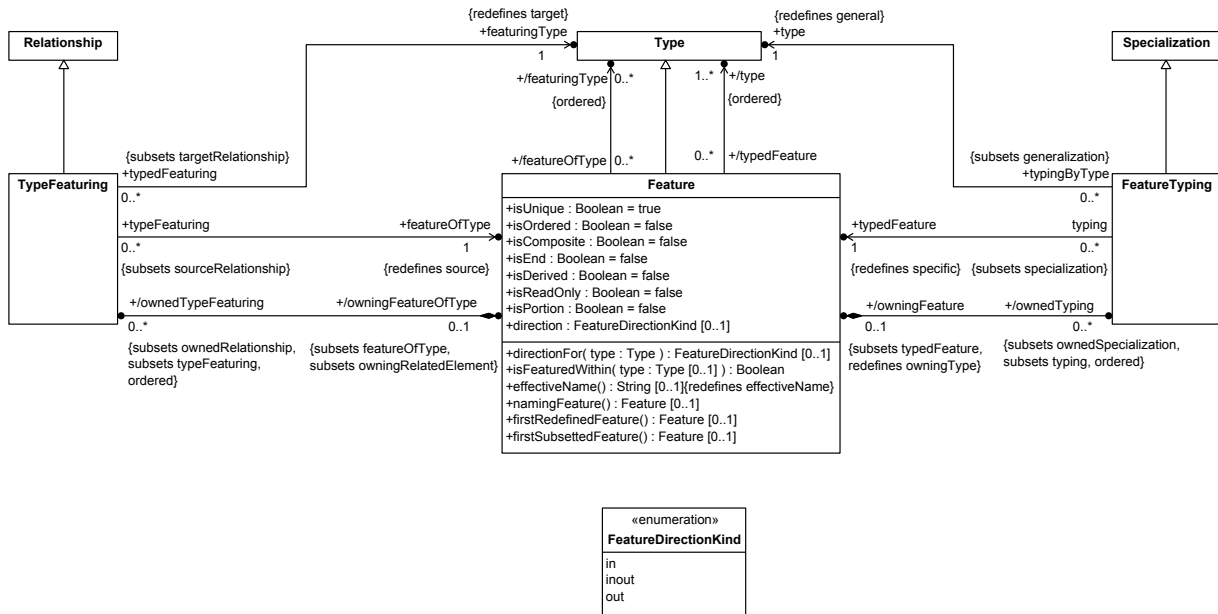 {redefines target}
+featuringType
1
{redefines general}
+type
1
Relationship
Type
Specialization
+/featuringType 0..*
{ordered}
1..* +/type
{ordered}
+/featureOfType 0..*
0..* +/typedFeature
{subsets targetRelationship}
+typedFeaturing
0..*
{subsets generalization}
+typingByType
0..*
TypeFeaturing
Feature
FeatureTyping
+isUnique : Boolean = true
+isOrdered : Boolean = false
+isComposite : Boolean = false
+isEnd : Boolean = false
+isDerived : Boolean = false
+isReadOnly : Boolean = false
+isPortion : Boolean = false
+direction : FeatureDirectionKind [0..1]
+directionFor( type : Type ) : FeatureDirectionKind [0..1]
+isFeaturedWithin( type : Type [0..1] ) : Boolean
+effectiveName() : String [0..1]{redefines effectiveName}
+namingFeature() : Feature [0..1]
+firstRedefinedFeature() : Feature [0..1]
+firstSubsettedFeature() : Feature [0..1]
+typeFeaturing
0..*
{subsets sourceRelationship}
+featureOfType
1
{redefines source}
+typedFeature
1
{redefines specific}
typing
0..*
{subsets specialization}
+/ownedTypeFeaturing
0..*
{subsets ownedRelationship,
subsets typeFeaturing,
ordered}
+/owningFeatureOfType
0..1
{subsets featureOfType,
subsets owningRelatedElement}
+/owningFeature
0..1
{subsets typedFeature,
redefines owningType}
+/ownedTyping
0..*
{subsets ownedSpecialization,
subsets typing, ordered}
«enumeration»
FeatureDirectionKind
in
inout
out